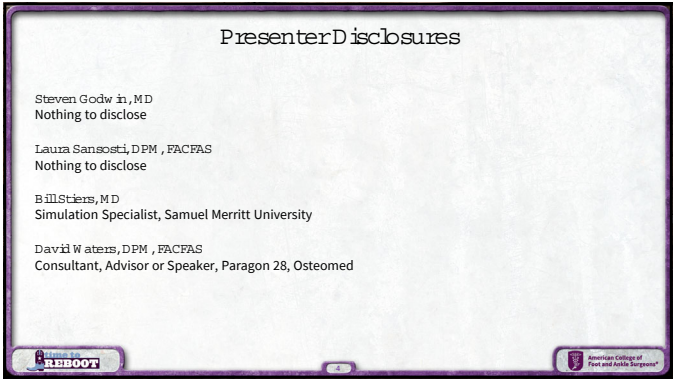 Presenter Disclosures
Steven Godwin, MD
Nothing to disclose
Laura Sansosti, DPM, FACFAS
Nothing to disclose
Bill Stiers, MD
Simulation Specialist, Samuel Merritt University
David Waters, DPM, FACFAS
Consultant, Advisor or Speaker, Paragon 28, Osteomed
time to
REBOOT
4
American College of
Foot and Ankle Surgeons®